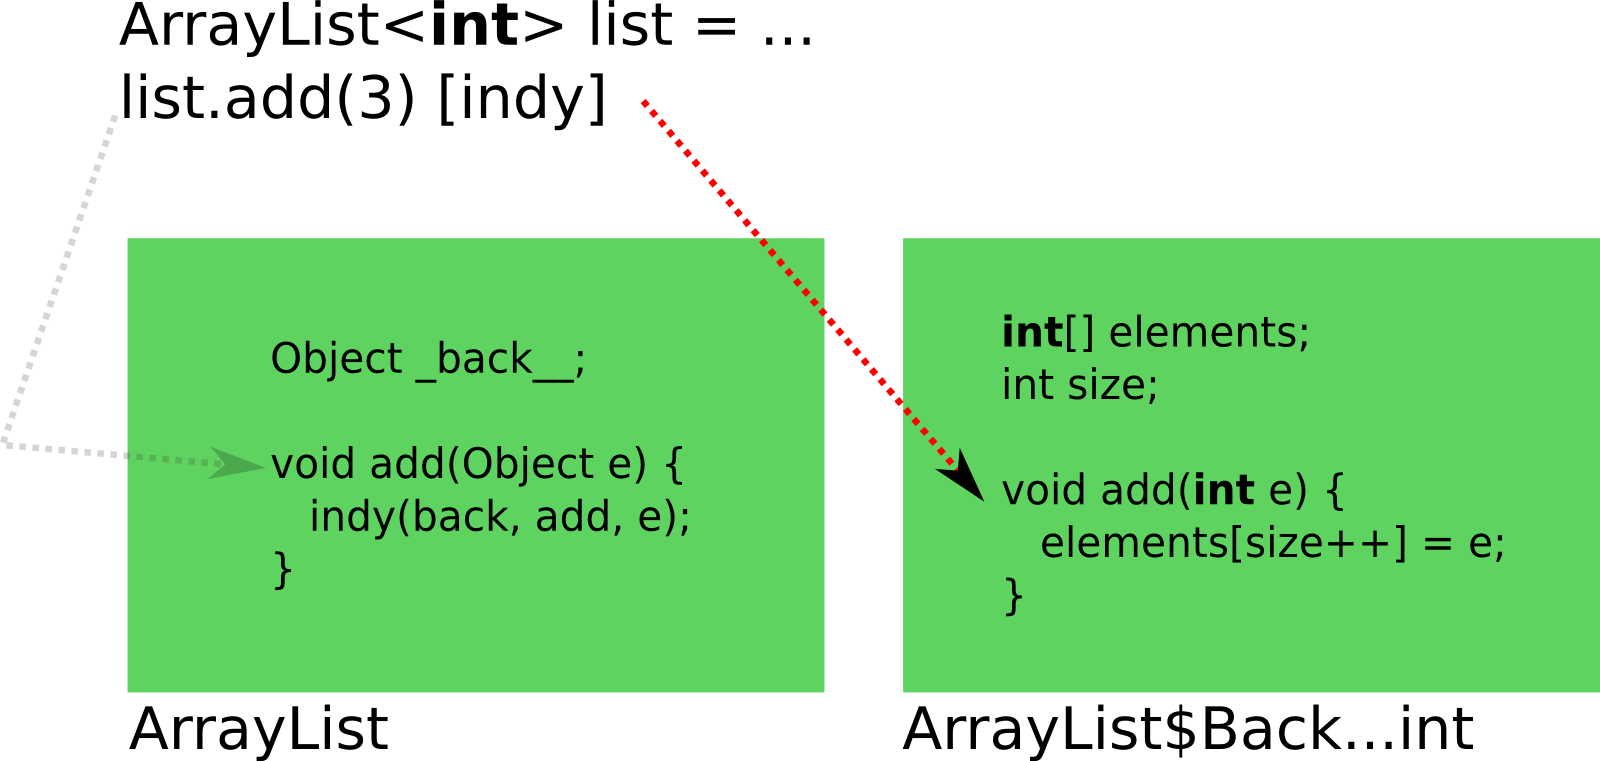 ArrayList<int> list = ...
list.add(3) [indy]
Object _back__;
void add(Object e) {
indy(back, add, e);
}
ArrayList
int[] elements;
int size;
void add(int e) {
elements[size++] = e;
}
ArrayList$Back...int